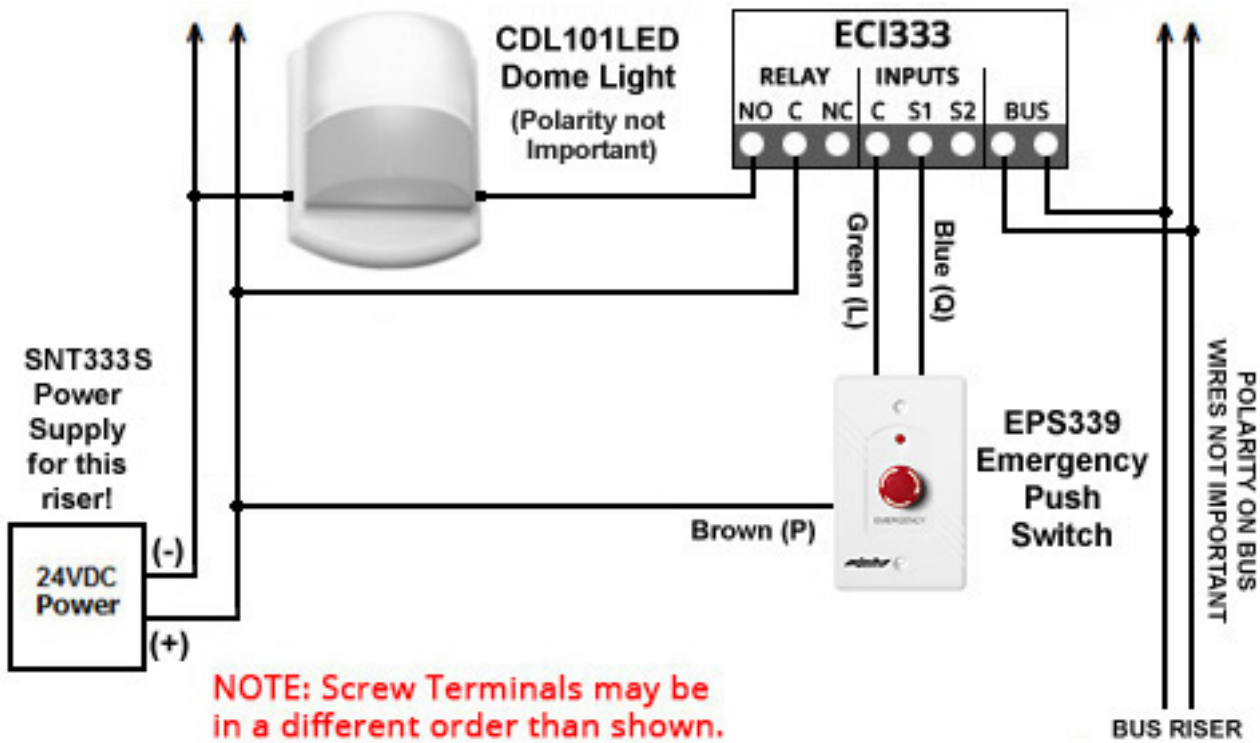 CDL101LED
Dome Light
(Polarity not
Important)
ECI333
RELAY INPUTS
NO C NC C S1 S2 BUS
Green (L)
Blue (Q)
SNT333S
Power
Supply
for this
riser!
24VDC
Power
(-)
(+)
Brown (P)
EMERGENCY
EPS339
Emergency
Push
Switch
POLARITY ON BUS
WIRES NOT IMPORTANT
BUS RISER
NOTE: Screw Terminals may be
in a different order than shown.